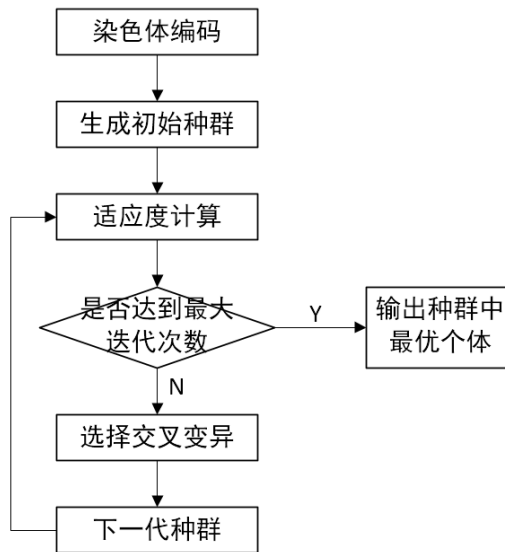 染色体编码
生成初始种群
适应度计算
是否达到最大
迭代次数
Y
输出种群中
最优个体
N
选择交叉变异
下一代种群